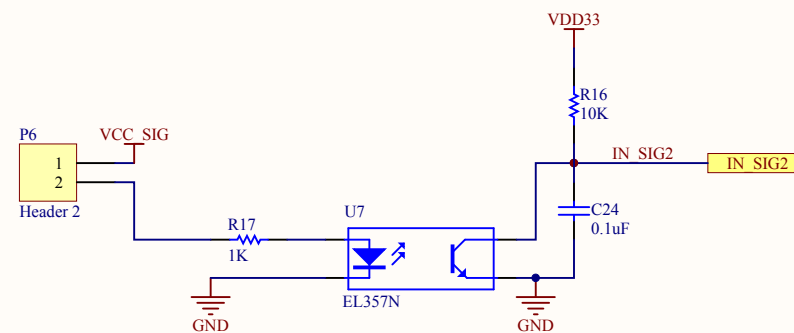 VDD33
R16
10K
P6
VCC_SIG
1
2
Header 2
IN_SIG2
IN_SIG2
U7
C24
0.1uF
R17
1K
EL357N
GND
GND